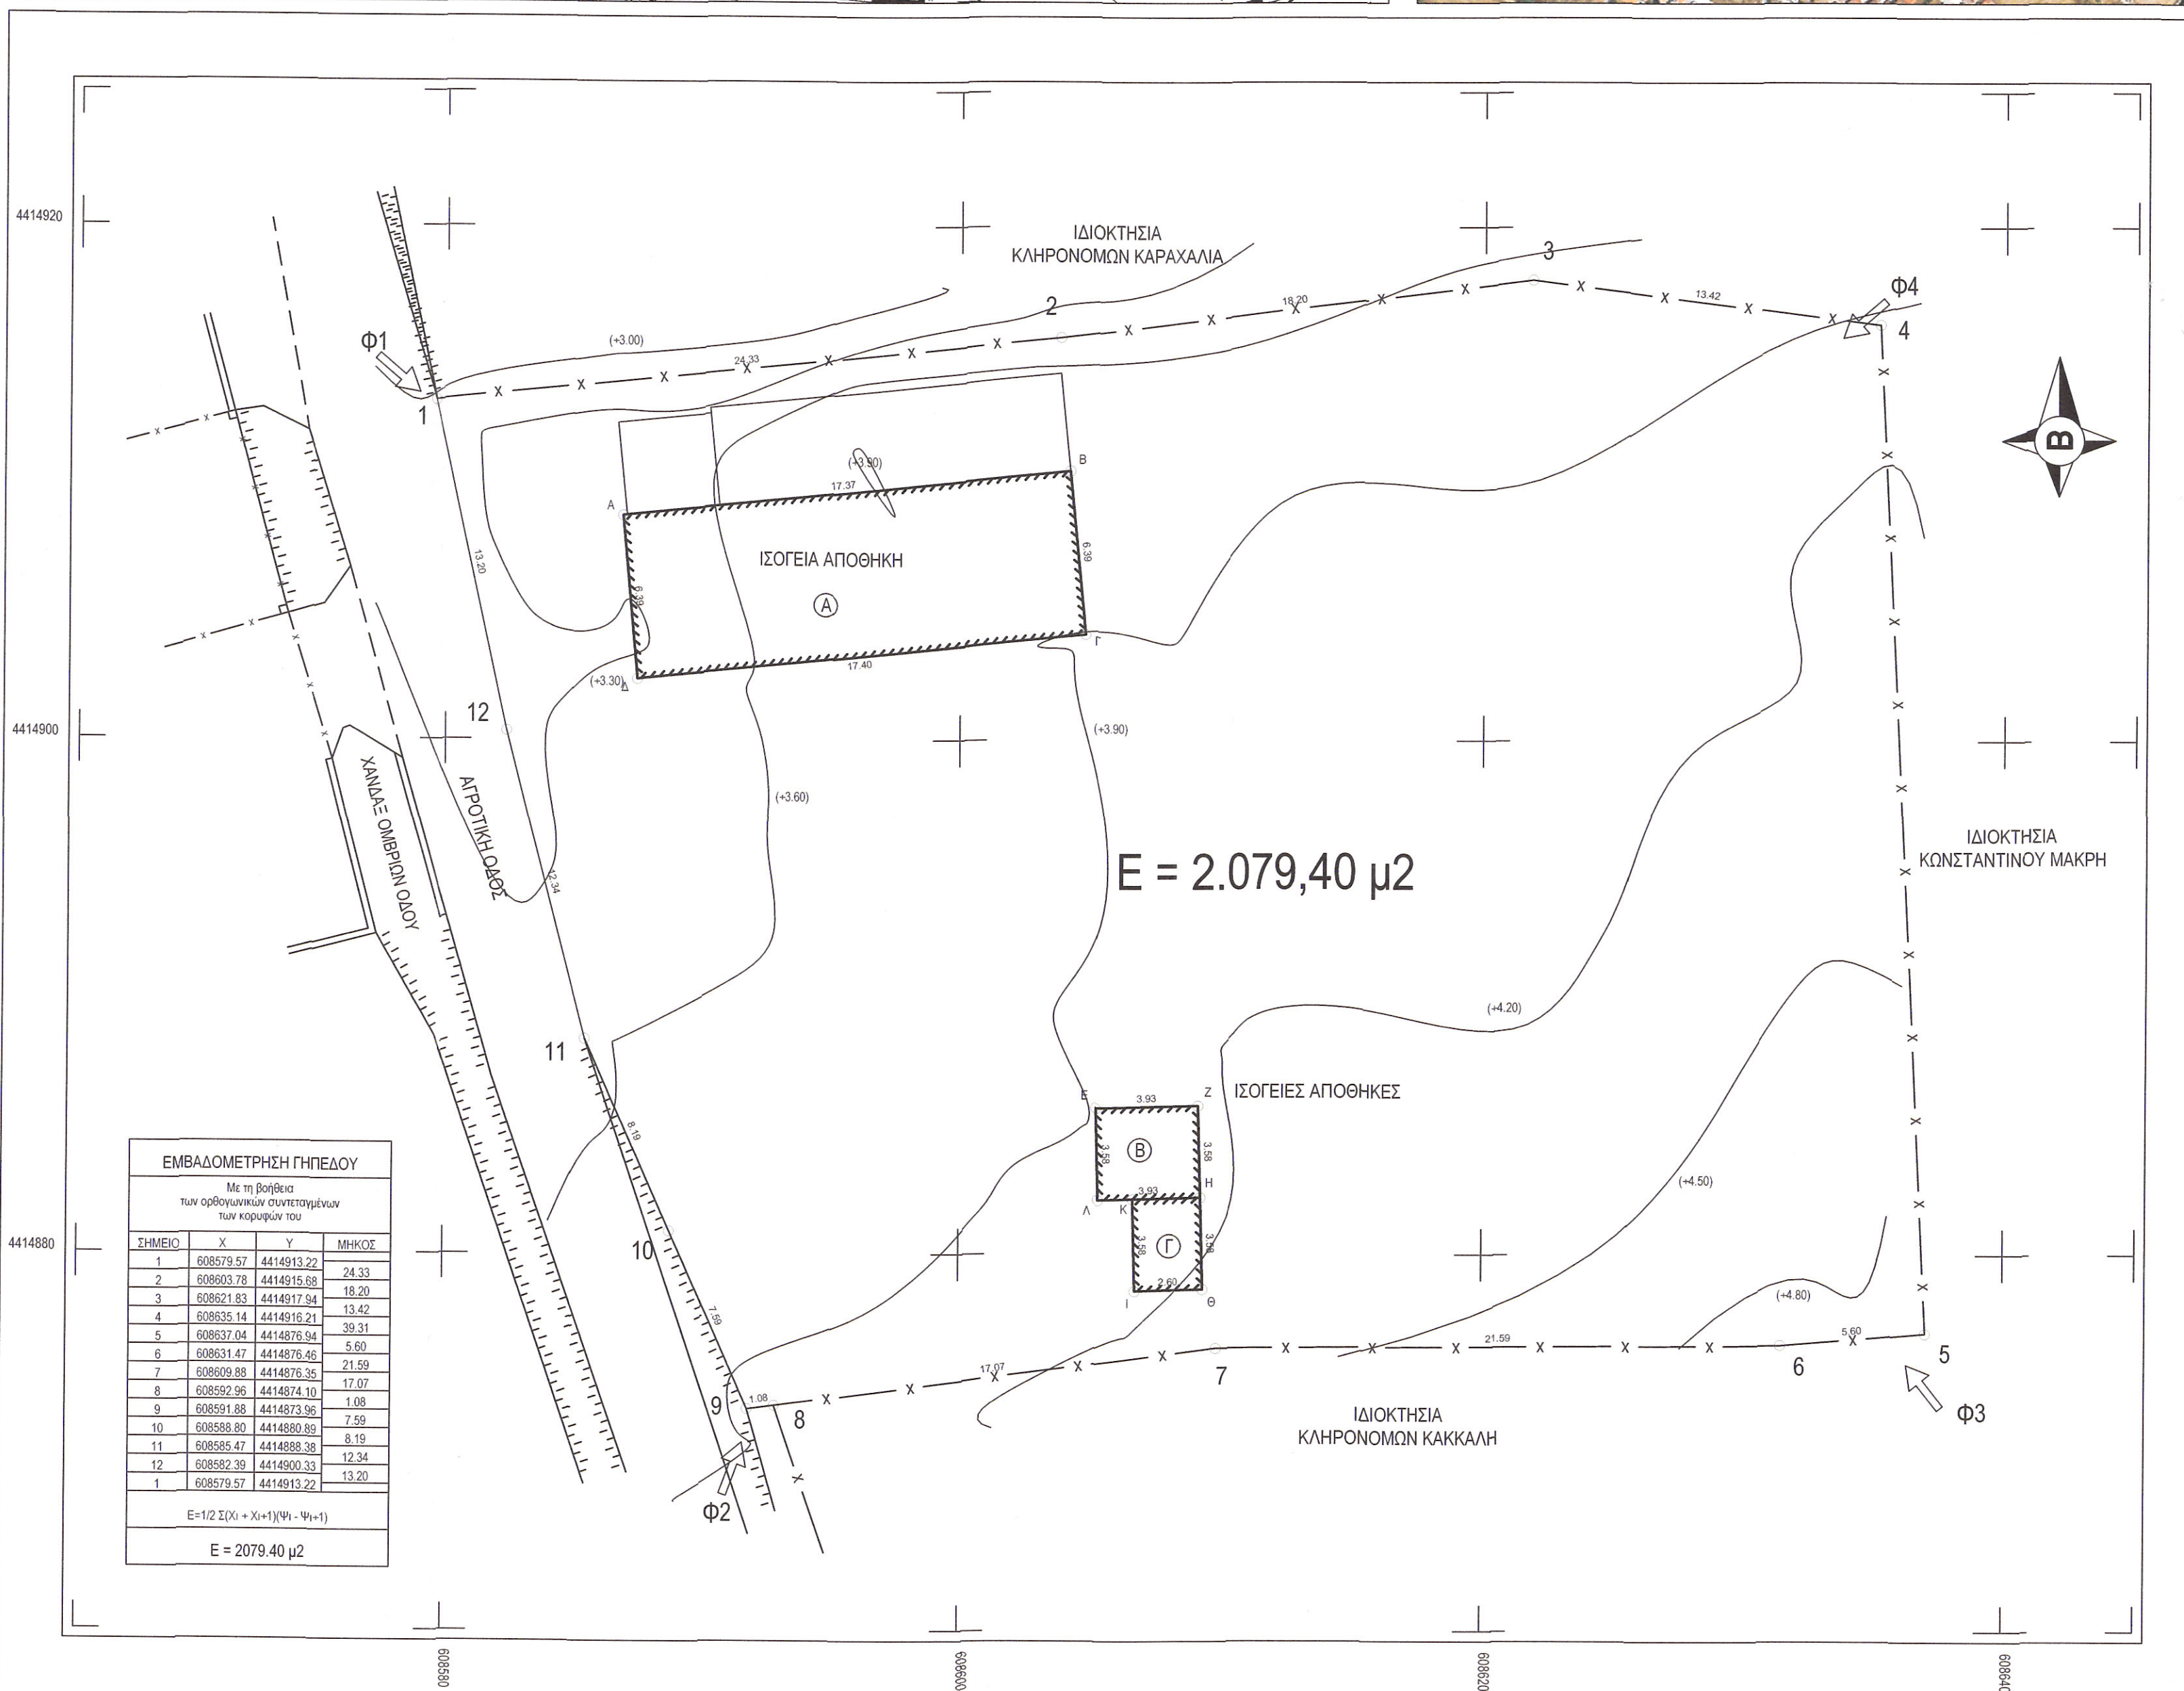 4414920
4414900
4414880
608580
608600
608620
608640
ΙΔΙΟΚΤΗΣΙΑ
ΚΛΗΡΟΝΟΜΩΝ ΚΑΡΑΧΑΛΙΑ
Φ1
Φ4
1
2
3
4
(+3.00)
24.33
18.20
13.42
B
(+3.90)
17.37
Α
Β
13.20
6.39
6.39
ΙΣΟΓΕΙΑ ΑΠΟΘΗΚΗ
Α
Γ
17.40
(+3.30)
Δ
12
(+3.90)
(+3.60)
ΧΑΝΔΑΞ ΟΜΒΡΙΩΝ ΟΔΟΥ
ΑΓΡΟΤΙΚΗ ΟΔΟΣ
12.34
Ε = 2.079,40 μ2
ΙΔΙΟΚΤΗΣΙΑ
ΚΩΝΣΤΑΝΤΙΝΟΥ ΜΑΚΡΗ
(+4.20)
11
8.19
Ε
3.93
Ζ
ΙΣΟΓΕΙΕΣ ΑΠΟΘΗΚΕΣ
3.58
Β
3.58
3.93
Η
Λ
Κ
3.58
Γ
3.58
2.60
Ι
Θ
(+4.50)
(+4.80)
10
7.59
21.59
5.60
5
6
7
17.07
1.08
9
8
Φ2
Φ3
ΙΔΙΟΚΤΗΣΙΑ
ΚΛΗΡΟΝΟΜΩΝ ΚΑΚΚΑΛΗ
ΕΜΒΑΔΟΜΕΤΡΗΣΗ ΓΗΠΕΔΟΥ
Με τη βοήθεια
των ορθογωνικών συντεταγμένων
των κορυφών του
ΣΗΜΕΙΟ X Y ΜΗΚΟΣ
1 608579.57 4414913.22
24.33
2 608603.78 4414915.68
18.20
3 608621.83 4414917.94
13.42
4 608635.14 4414916.21
39.31
5 608637.04 4414876.94
5.60
6 608631.47 4414876.46
21.59
7 608609.88 4414876.35
17.07
8 608592.96 4414874.10
1.08
9 608591.88 4414873.96
7.59
10 608588.80 4414880.89
8.19
11 608585.47 4414888.38
12.34
12 608582.39 4414900.33
13.20
1 608579.57 4414913.22
Ε=1/2 Σ(Χι + Χι+1)(Ψι - Ψι+1)
Ε = 2079.40 μ2